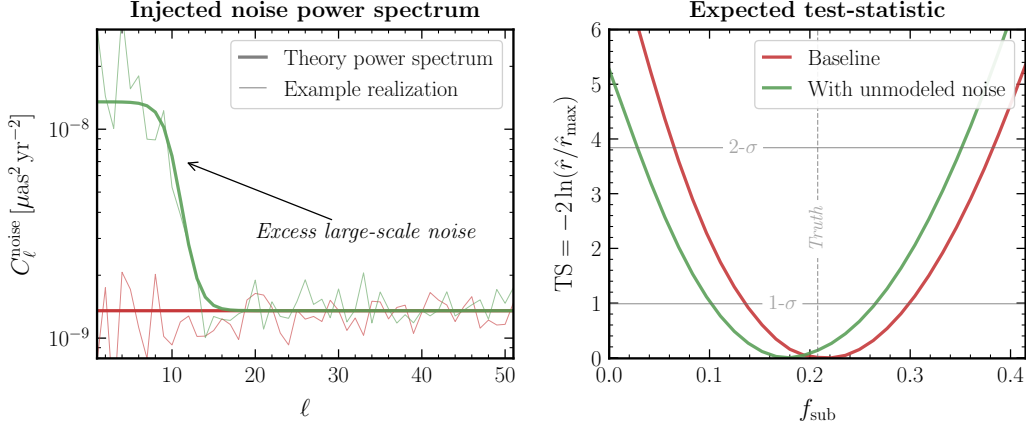 Injected noise power spectrum
Theory power spectrum
Example realization
Excess large-scale noise
10⁻⁸
10⁻⁹
C_ℓ^noise [μas² yr⁻²]
10 20 30 40 50
ℓ
Expected test-statistic
Baseline
With unmodeled noise
2-σ
1-σ
Truth
6
5
4
3
2
1
0
TS = −2 ln(r̂/r̂_max)
0.0 0.1 0.2 0.3 0.4
f_sub